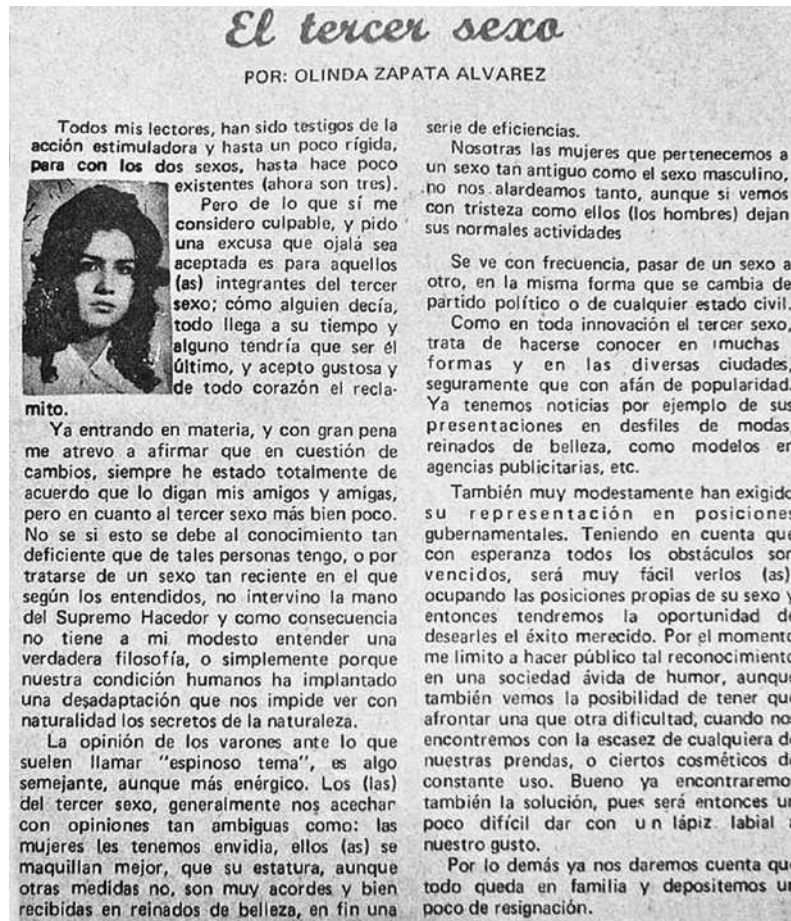 El tercer sexo
POR: OLINDA ZAPATA ALVAREZ
Todos mis lectores, han sido testigos de la
acción estimuladora y hasta un poco rígida,
para con los dos sexos, hasta hace poco
existentes (ahora son tres).
Pero de lo que sí me
considero culpable, y pido
una excusa que ojalá sea
aceptada es para aquellos
(as) integrantes del tercer
sexo; cómo alguien decía,
todo llega a su tiempo y
alguno tendría que ser él
último, y acepto gustosa y
de todo corazón el recla-
mito.
Ya entrando en materia, y con gran pena
me atrevo a afirmar que en cuestión de
cambios, siempre he estado totalmente de
acuerdo que lo digan mis amigos y amigas,
pero en cuanto al tercer sexo más bien poco.
No se si esto se debe al conocimiento tan
deficiente que de tales personas tengo, o por
tratarse de un sexo tan reciente en el que
según los entendidos, no intervino la mano
del Supremo Hacedor y como consecuencia
no tiene a mi modesto entender una
verdadera filosofía, o simplemente porque
nuestra condición humanos ha implantado
una desadaptación que nos impide ver con
naturalidad los secretos de la naturaleza.
La opinión de los varones ante lo que
suelen llamar "espinoso tema", es algo
semejante, aunque más enérgico. Los (las)
del tercer sexo, generalmente nos acechar
con opiniones tan ambiguas como: las
mujeres les tenemos envidia, ellos (as) se
maquillan mejor, que su estatura, aunque
otras medidas no, son muy acordes y bien
recibidas en reinados de belleza, en fin una
serie de eficiencias.
Nosotras las mujeres que pertenecemos a
un sexo tan antiguo como el sexo masculino,
no nos alardeamos tanto, aunque si vemos
con tristeza como ellos (los hombres) dejan
sus normales actividades
Se ve con frecuencia, pasar de un sexo a
otro, en la misma forma que se cambia de
partido político o de cualquier estado civil.
Como en toda innovación el tercer sexo,
trata de hacerse conocer en muchas
formas y en las diversas ciudades,
seguramente que con afán de popularidad.
Ya tenemos noticias por ejemplo de sus
presentaciones en desfiles de modas,
reinados de belleza, como modelos en
agencias publicitarias, etc.
También muy modestamente han exigido
su representación en posiciones
gubernamentales. Teniendo en cuenta que
con esperanza todos los obstáculos son
vencidos, será muy fácil verlos (as)
ocupando las posiciones propias de su sexo y
entonces tendremos la oportunidad de
desearles el éxito merecido. Por el momento
me limito a hacer público tal reconocimiento
en una sociedad ávida de humor, aunque
también vemos la posibilidad de tener que
afrontar una que otra dificultad, cuando nos
encontremos con la escasez de cualquiera de
nuestras prendas, o ciertos cosméticos de
constante uso. Bueno ya encontraremos
también la solución, pues será entonces un
poco difícil dar con un lápiz labial a
nuestro gusto.
Por lo demás ya nos daremos cuenta que
todo queda en familia y depositemos un
poco de resignación.